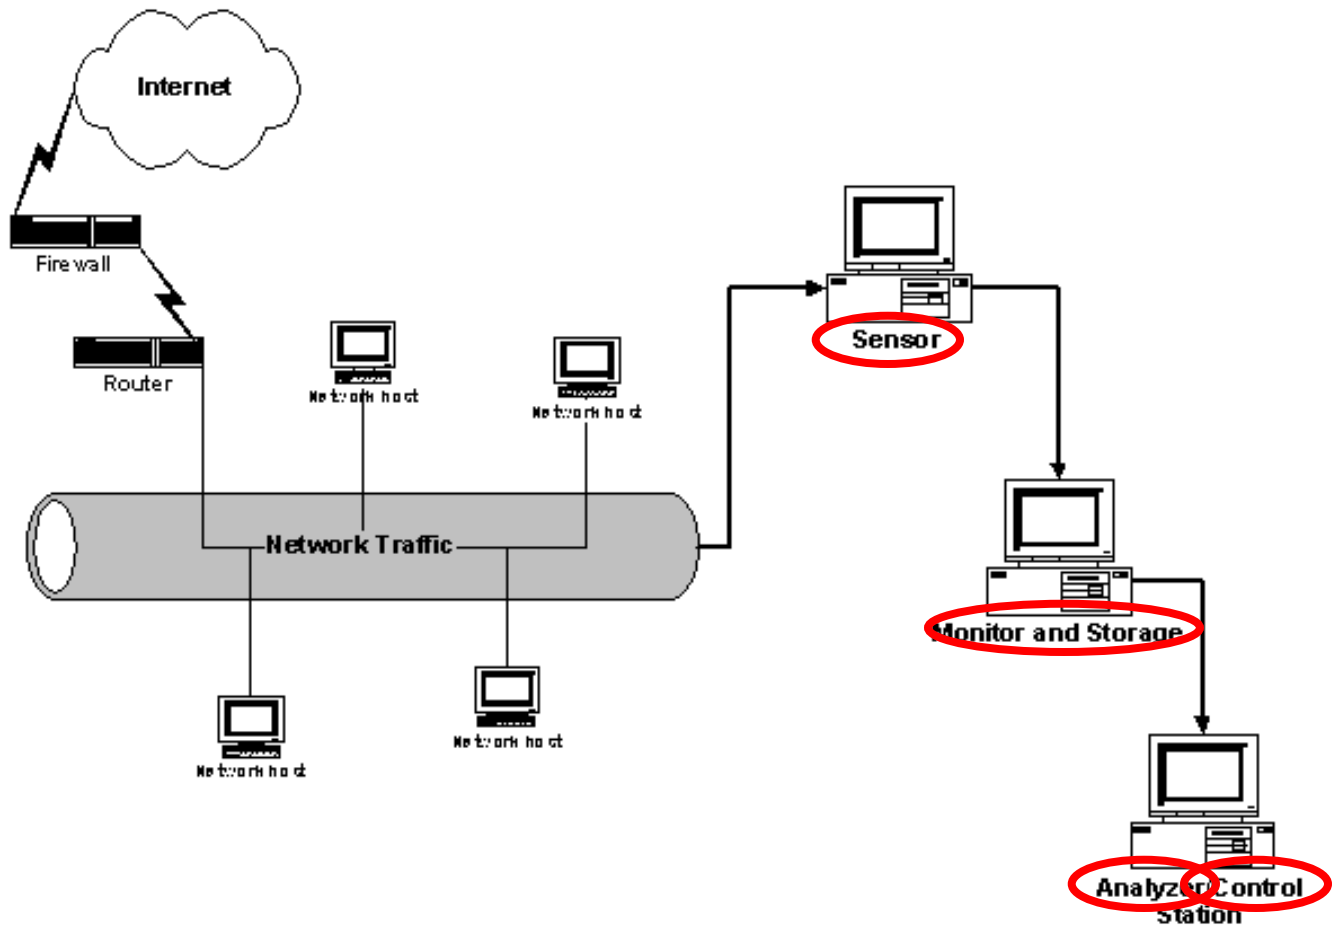 Internet
Firewall
Router
Network host
Network host
Sensor
Network Traffic
Monitor and Storage
Network host
Network host
Analyzer/Control
Station